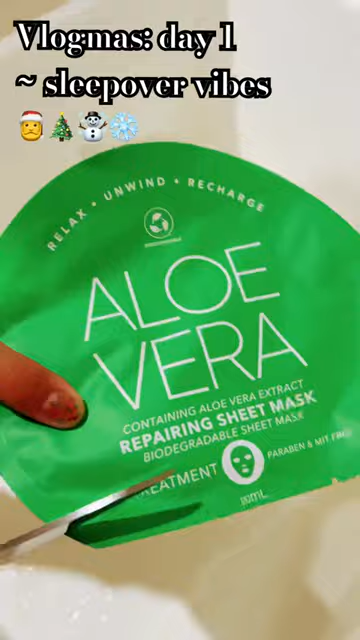 Vlogmas: day 1
~ sleepover vibes
🎅🎄☃️❄️
RELAX • UNWIND • RECHARGE
ALOE
VERA
CONTAINING ALOE VERA EXTRACT
REPAIRING SHEET MASK
BIODEGRADABLE SHEET MASK
TREATMENT
PARABEN & MIT